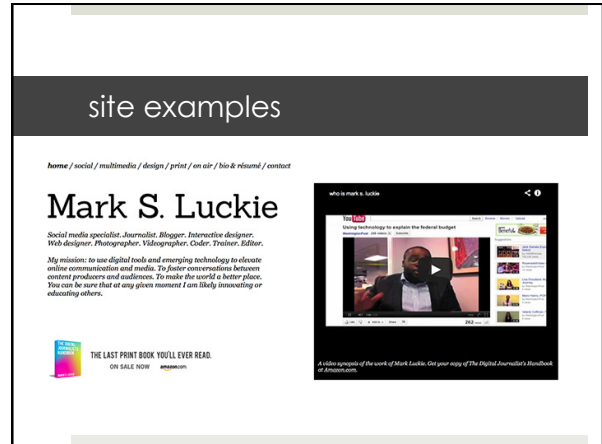 site examples
home / social / multimedia / design / print / on air / bio & résumé / contact
Mark S. Luckie
Social media specialist. Journalist. Blogger. Interactive designer.
Web designer. Photographer. Videographer. Coder. Trainer. Editor.
My mission: to use digital tools and emerging technology to elevate
online communication and media. To foster conversations between
content producers and audiences. To make the world a better place.
You can be sure that at any given moment I am likely innovating or
educating others.
THE DIGITAL
JOURNALIST'S
HANDBOOK
THE LAST PRINT BOOK YOU'LL EVER READ.
ON SALE NOW amazon.com
who is mark s. luckie
YouTube
Using technology to explain the federal budget
262
A video synopsis of the work of Mark Luckie. Get your copy of The Digital Journalist's Handbook
at Amazon.com.